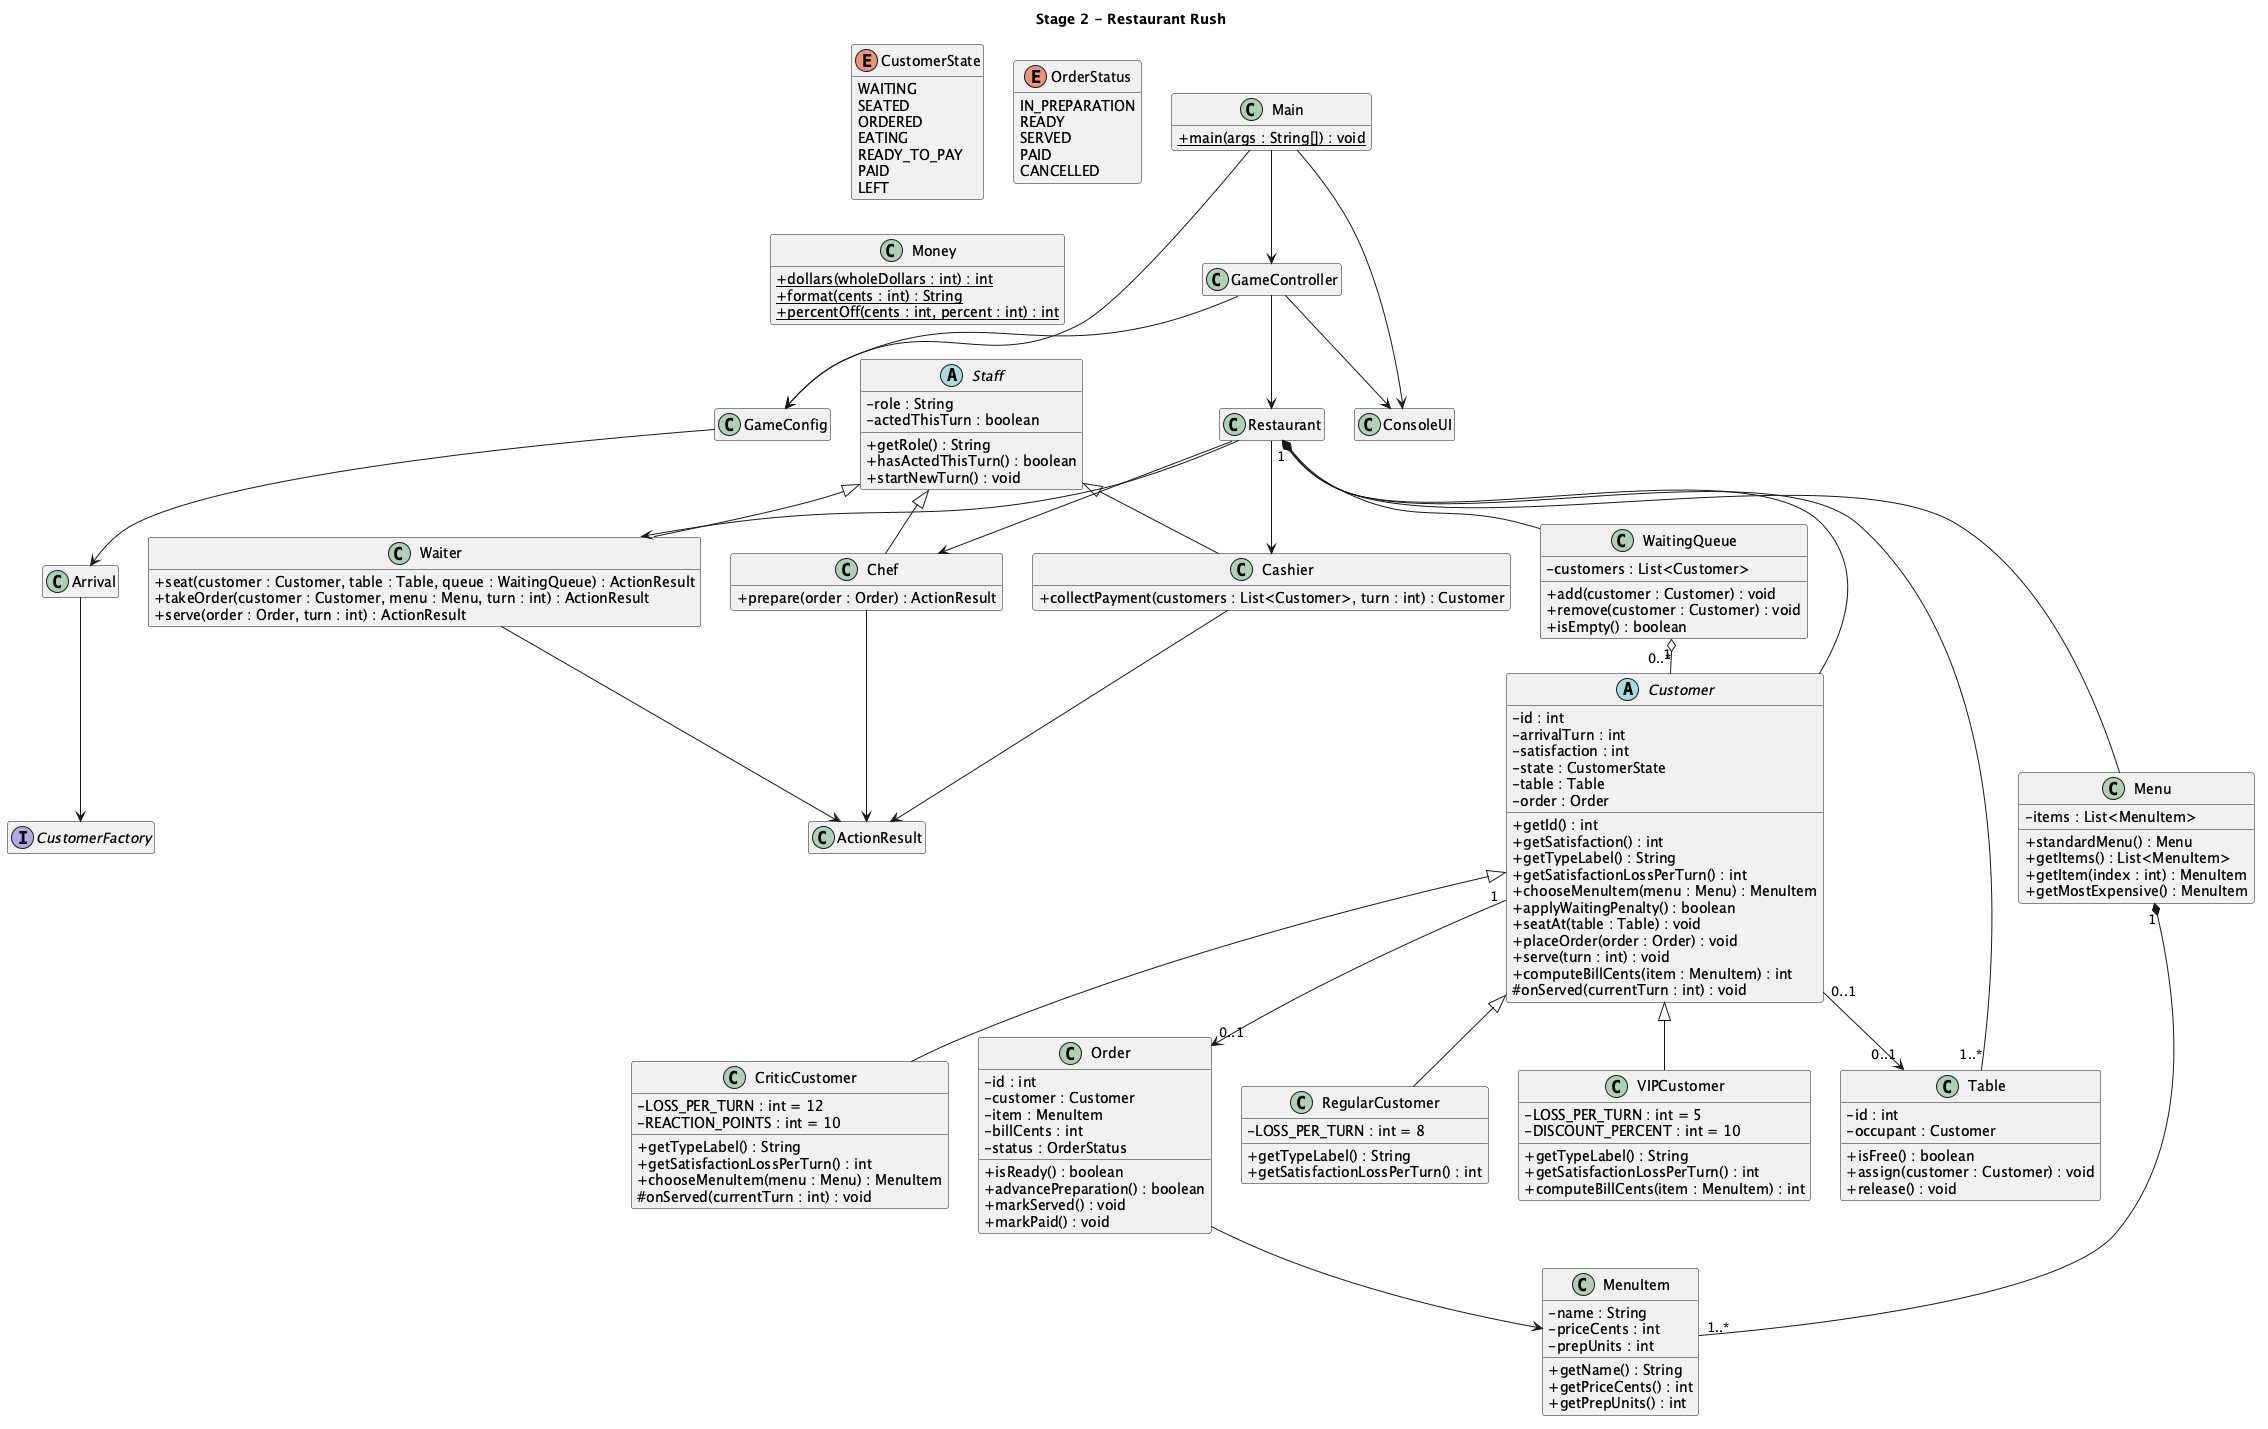 Stage 2 - Restaurant Rush
E CustomerState
WAITING
SEATED
ORDERED
EATING
READY_TO_PAY
PAID
LEFT
E OrderStatus
IN_PREPARATION
READY
SERVED
PAID
CANCELLED
C Main
+main(args : String[]) : void
C Money
+dollars(wholeDollars : int) : int
+format(cents : int) : String
+percentOff(cents : int, percent : int) : int
C GameController
A Staff
-role : String
-actedThisTurn : boolean
+getRole() : String
+hasActedThisTurn() : boolean
+startNewTurn() : void
C GameConfig
C Restaurant
C ConsoleUI
1
C Arrival
C Waiter
+seat(customer : Customer, table : Table, queue : WaitingQueue) : ActionResult
+takeOrder(customer : Customer, menu : Menu, turn : int) : ActionResult
+serve(order : Order, turn : int) : ActionResult
C Chef
+prepare(order : Order) : ActionResult
C Cashier
+collectPayment(customers : List<Customer>, turn : int) : Customer
C WaitingQueue
-customers : List<Customer>
+add(customer : Customer) : void
+remove(customer : Customer) : void
+isEmpty() : boolean
1
0..*
I CustomerFactory
C ActionResult
A Customer
-id : int
-arrivalTurn : int
-satisfaction : int
-state : CustomerState
-table : Table
-order : Order
+getId() : int
+getSatisfaction() : int
+getTypeLabel() : String
+getSatisfactionLossPerTurn() : int
+chooseMenuItem(menu : Menu) : MenuItem
+applyWaitingPenalty() : boolean
+seatAt(table : Table) : void
+placeOrder(order : Order) : void
+serve(turn : int) : void
+computeBillCents(item : MenuItem) : int
#onServed(currentTurn : int) : void
C Menu
-items : List<MenuItem>
+standardMenu() : Menu
+getItems() : List<MenuItem>
+getItem(index : int) : MenuItem
+getMostExpensive() : MenuItem
1
1
0..1
0..1
0..1
1..*
C CriticCustomer
-LOSS_PER_TURN : int = 12
-REACTION_POINTS : int = 10
+getTypeLabel() : String
+getSatisfactionLossPerTurn() : int
+chooseMenuItem(menu : Menu) : MenuItem
#onServed(currentTurn : int) : void
C Order
-id : int
-customer : Customer
-item : MenuItem
-billCents : int
-status : OrderStatus
+isReady() : boolean
+advancePreparation() : boolean
+markServed() : void
+markPaid() : void
C RegularCustomer
-LOSS_PER_TURN : int = 8
+getTypeLabel() : String
+getSatisfactionLossPerTurn() : int
C VIPCustomer
-LOSS_PER_TURN : int = 5
-DISCOUNT_PERCENT : int = 10
+getTypeLabel() : String
+getSatisfactionLossPerTurn() : int
+computeBillCents(item : MenuItem) : int
C Table
-id : int
-occupant : Customer
+isFree() : boolean
+assign(customer : Customer) : void
+release() : void
C MenuItem
-name : String
-priceCents : int
-prepUnits : int
+getName() : String
+getPriceCents() : int
+getPrepUnits() : int
1..*